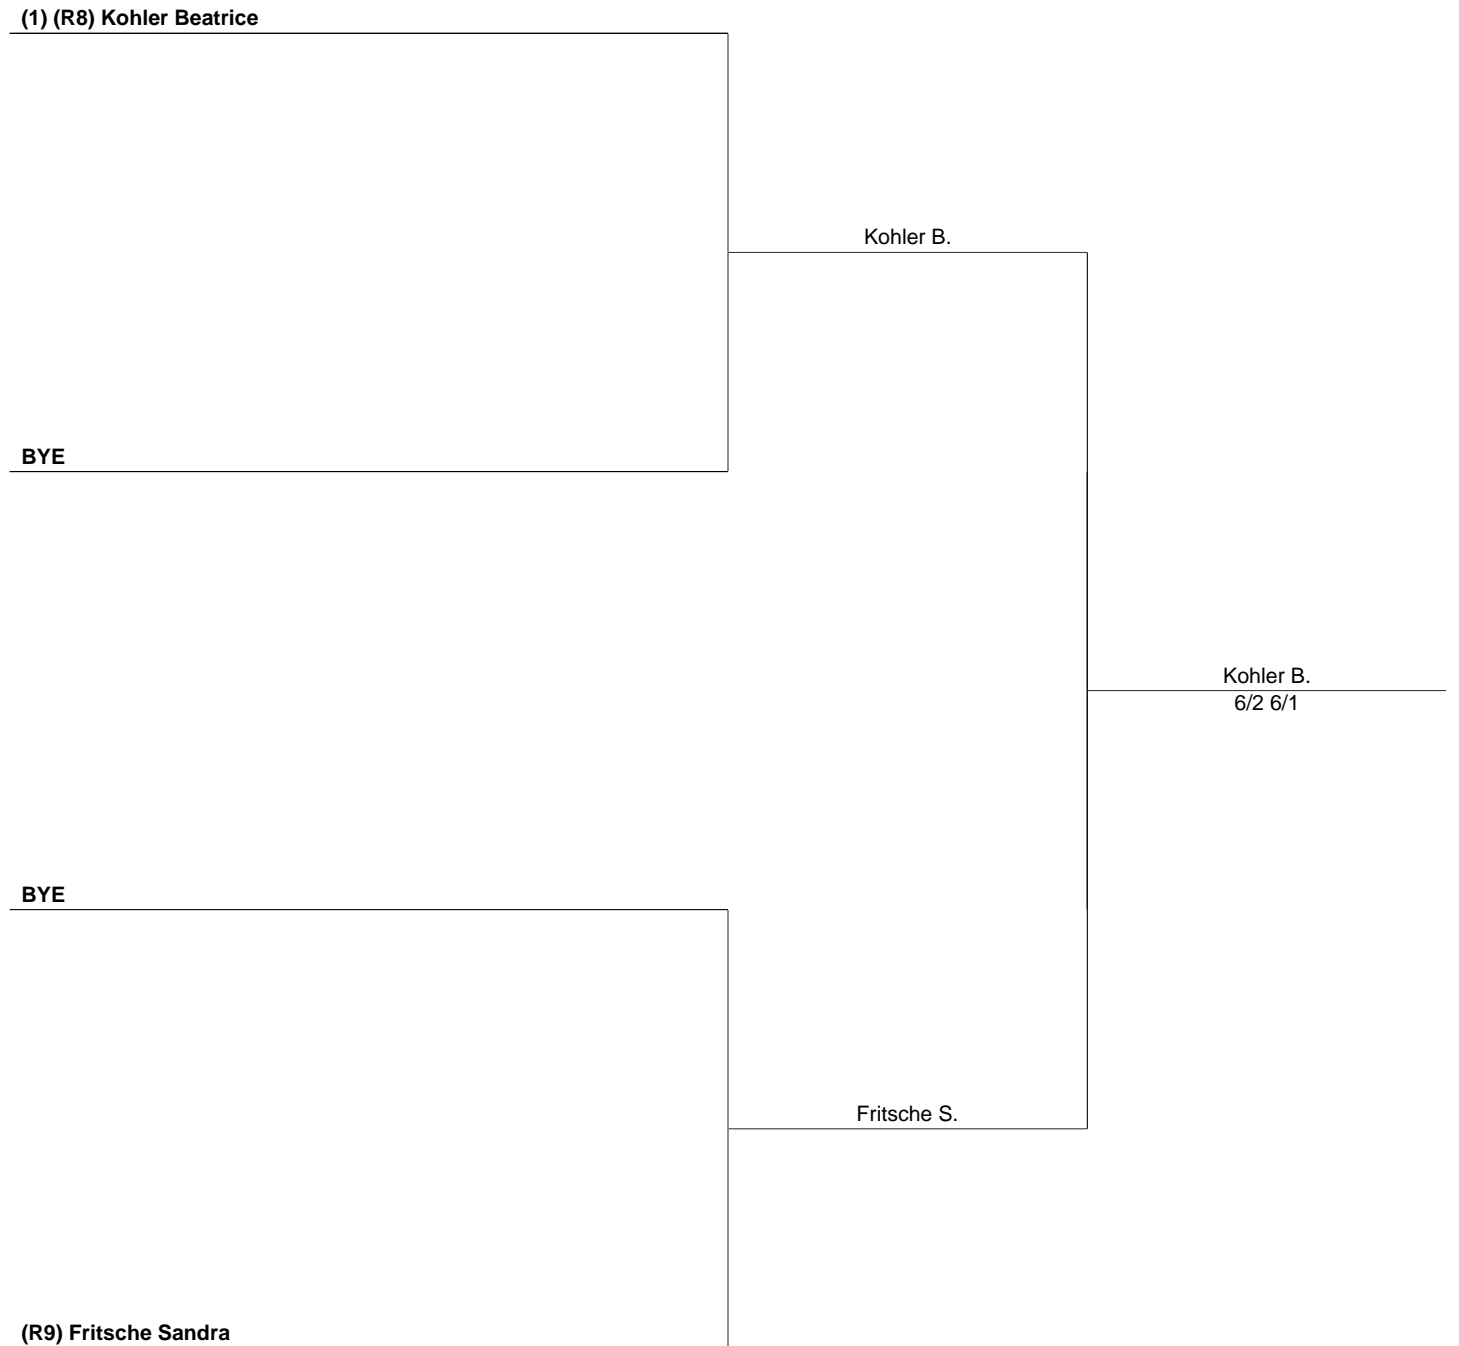 (1) (R8) Kohler Beatrice
Kohler B.
BYE
Kohler B.
6/2 6/1
BYE
Fritsche S.
(R9) Fritsche Sandra